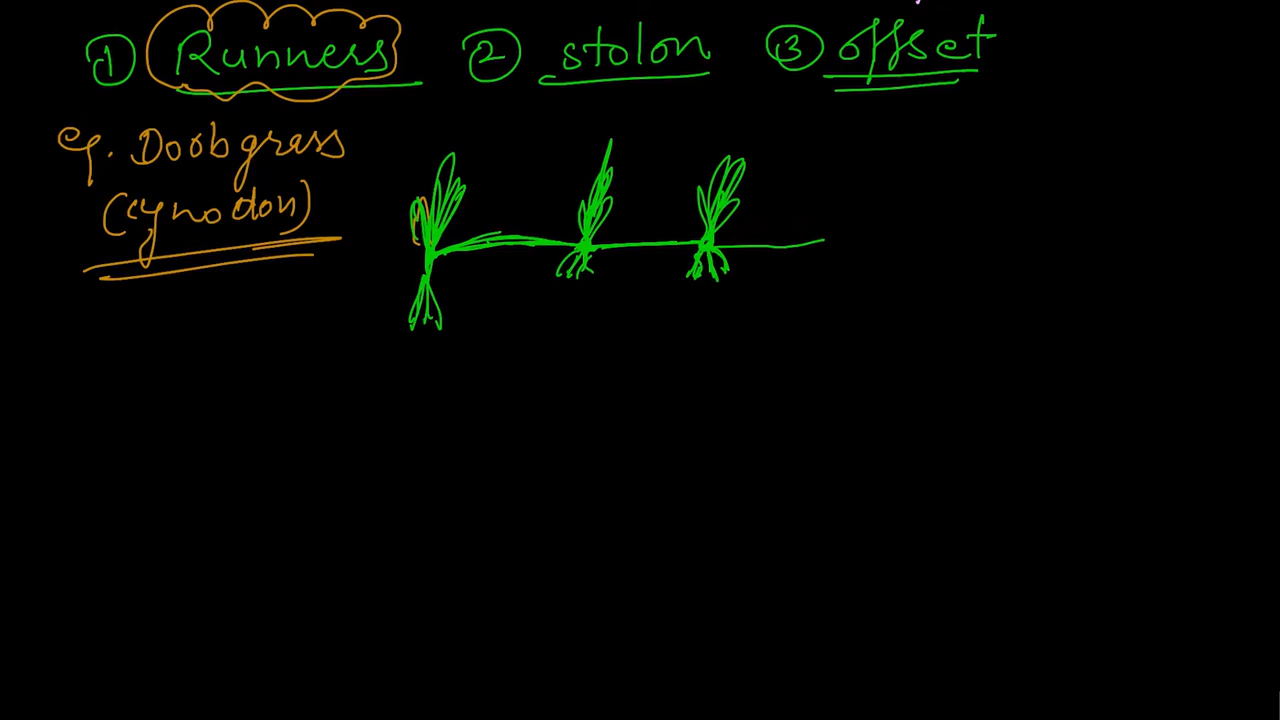 ① Runners ② stolon ③ offset
eg. Doobgrass
(cynodon)